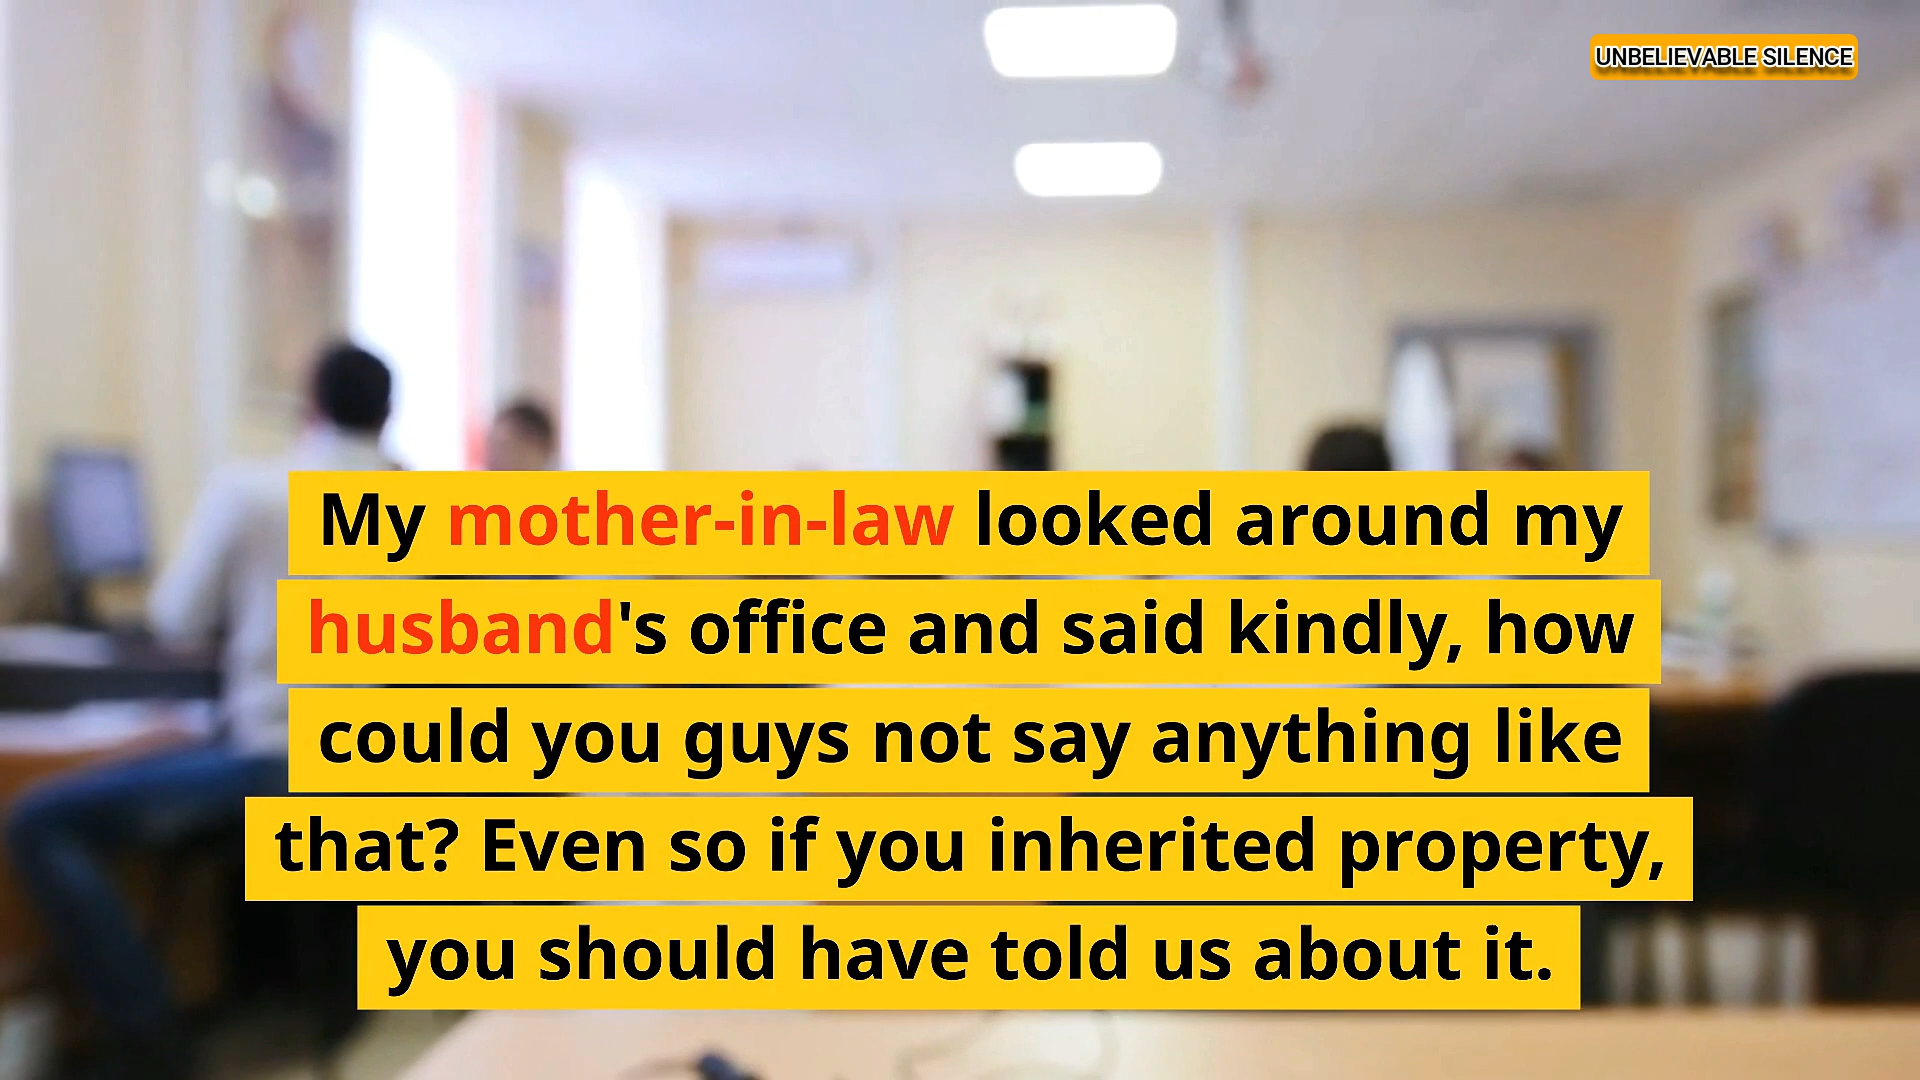 UNBELIEVABLE SILENCE
My mother-in-law looked around my
husband's office and said kindly, how
could you guys not say anything like
that? Even so if you inherited property,
you should have told us about it.